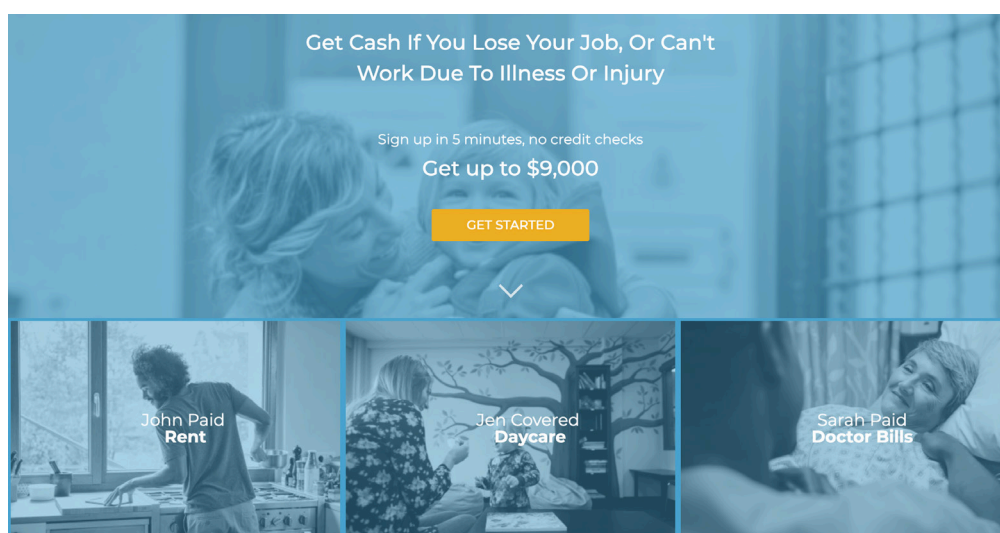 Get Cash If You Lose Your Job, Or Can't
Work Due To Illness Or Injury
Sign up in 5 minutes, no credit checks
Get up to $9,000
GET STARTED
John Paid
Rent
Jen Covered
Daycare
Sarah Paid
Doctor Bills